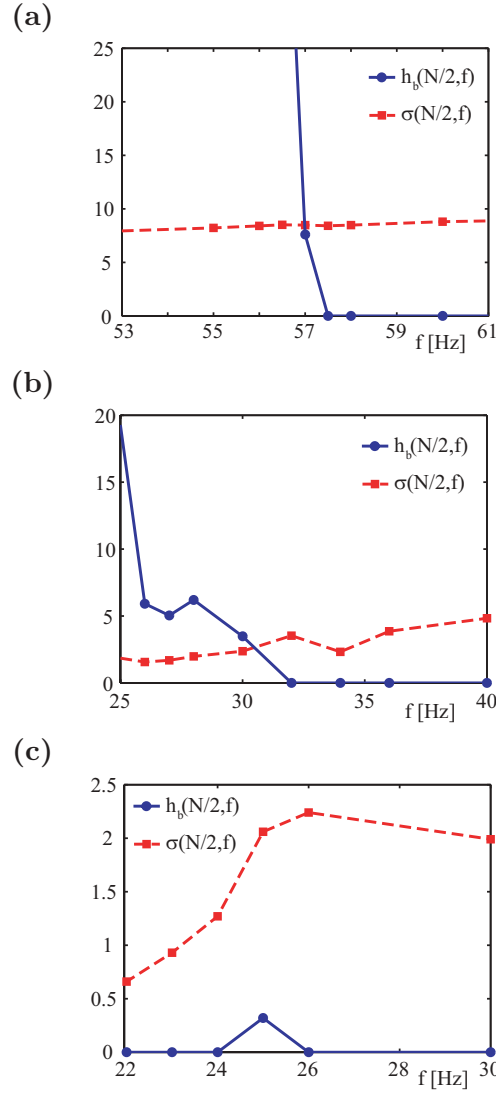 (a)
25
20
15
10
5
0
h_b(N/2,f)
σ(N/2,f)
53 55 57 59 61
f [Hz]
(b)
20
15
10
5
0
h_b(N/2,f)
σ(N/2,f)
25 30 35 40
f [Hz]
(c)
2.5
2
1.5
1
0.5
0
h_b(N/2,f)
σ(N/2,f)
22 24 26 28 30
f [Hz]